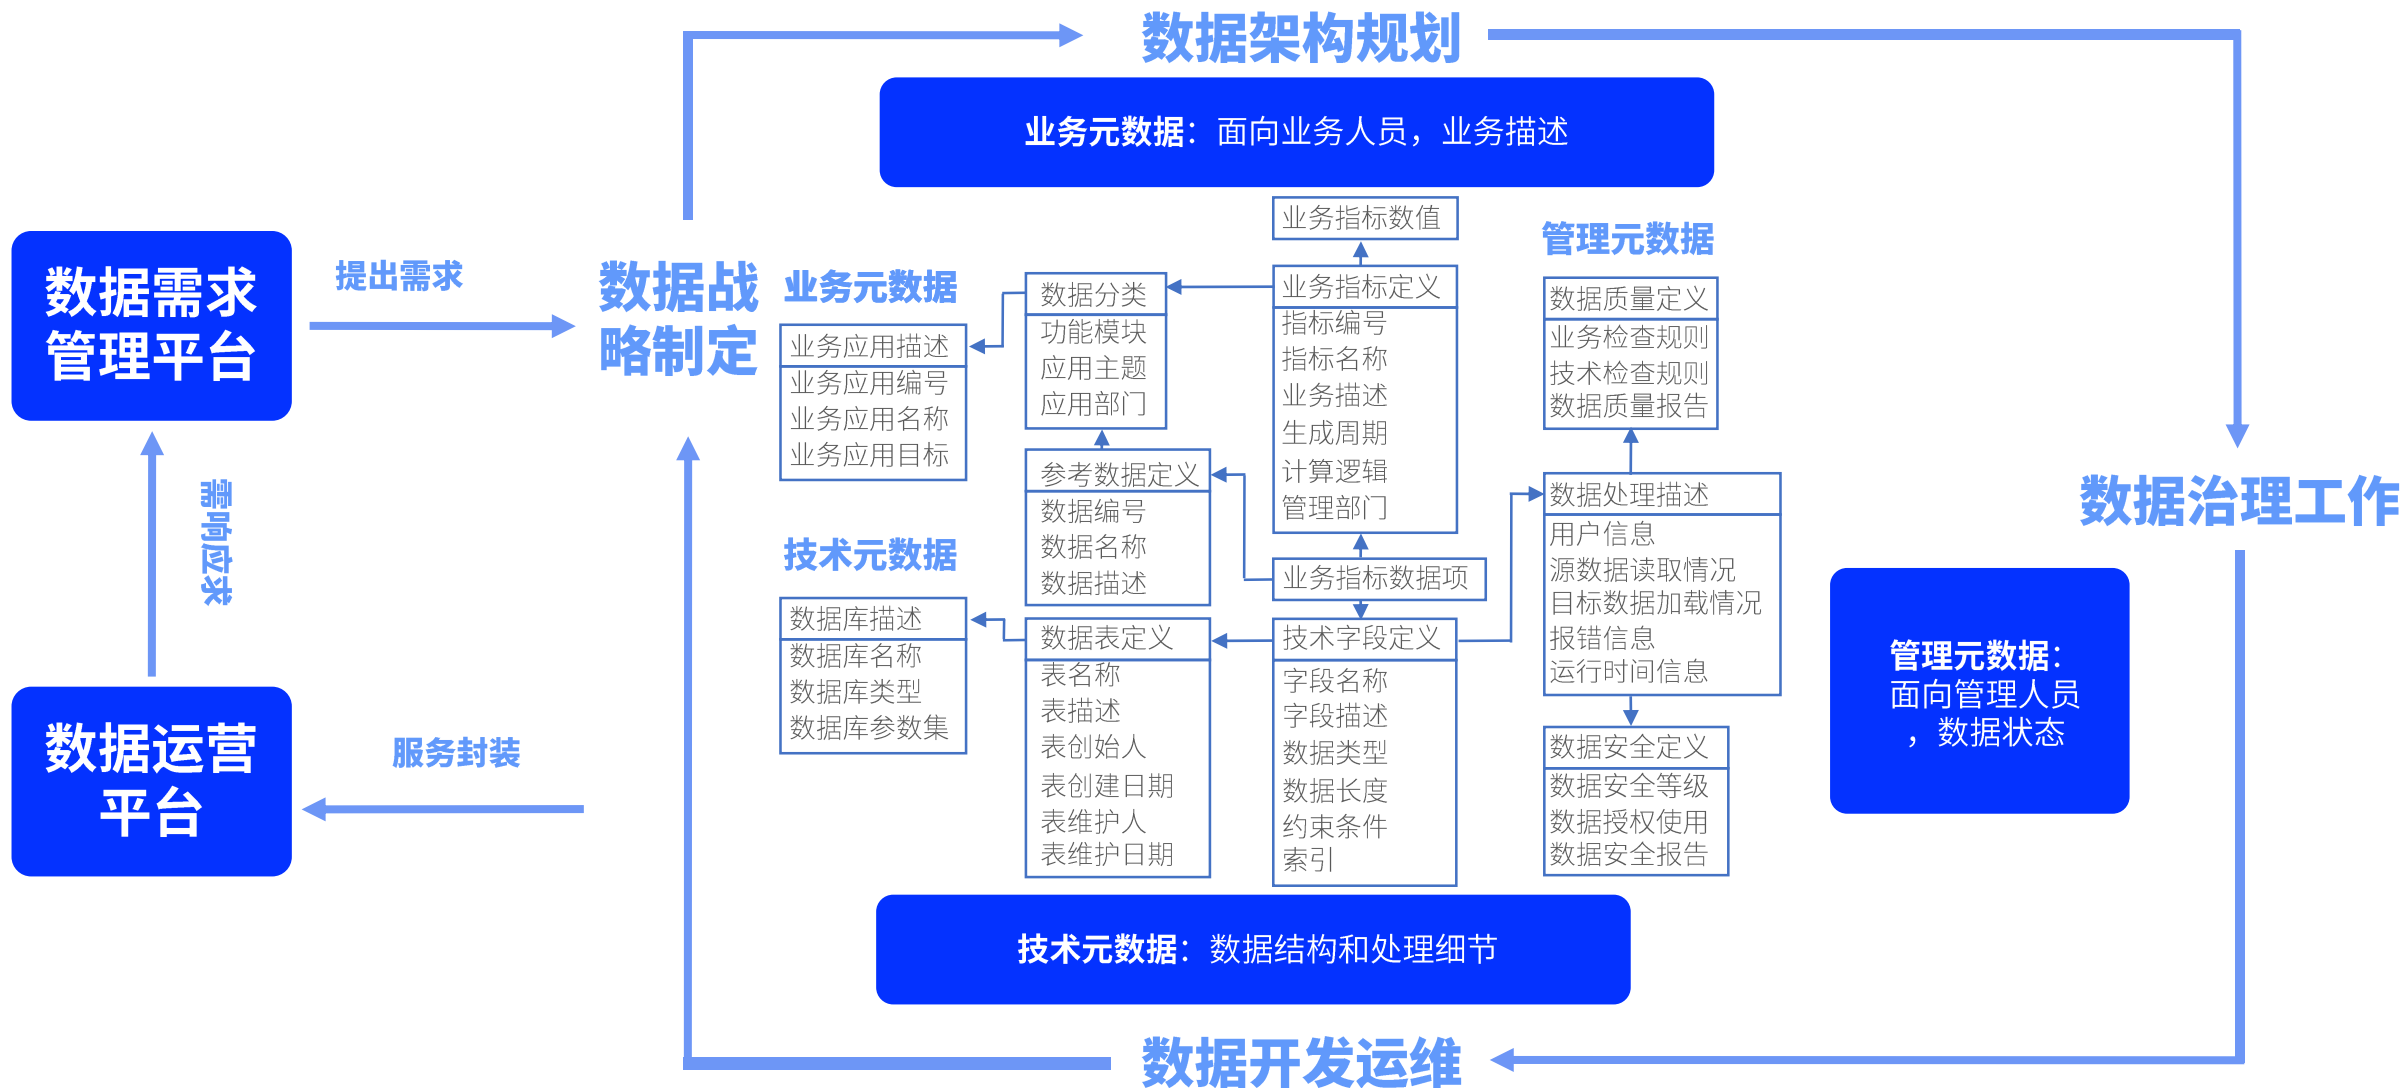 数据架构规划
业务元数据：面向业务人员，业务描述
数据需求
管理平台
提出需求
数据战
略制定
需响应求
数据运营
平台
服务封装
业务元数据
业务应用描述
业务应用编号
业务应用名称
业务应用目标
技术元数据
数据库描述
数据库名称
数据库类型
数据库参数集
数据分类
功能模块
应用主题
应用部门
参考数据定义
数据编号
数据名称
数据描述
数据表定义
表名称
表描述
表创始人
表创建日期
表维护人
表维护日期
业务指标数值
业务指标定义
指标编号
指标名称
业务描述
生成周期
计算逻辑
管理部门
业务指标数据项
技术字段定义
字段名称
字段描述
数据类型
数据长度
约束条件
索引
管理元数据
数据质量定义
业务检查规则
技术检查规则
数据质量报告
数据处理描述
用户信息
源数据读取情况
目标数据加载情况
报错信息
运行时间信息
数据安全定义
数据安全等级
数据授权使用
数据安全报告
数据治理工作
管理元数据：
面向管理人员
，数据状态
技术元数据：数据结构和处理细节
数据开发运维